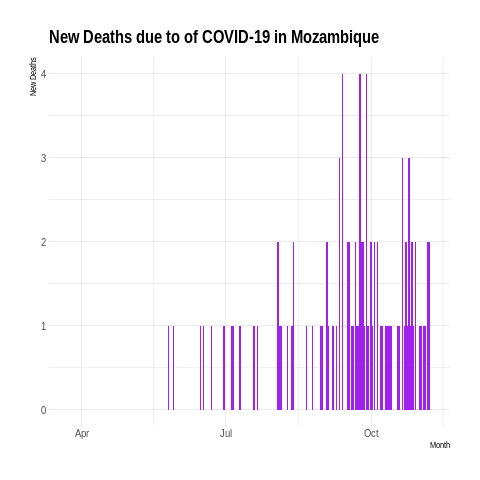 New Deaths due to of COVID-19 in Mozambique
New Deaths
4
3
2
1
0
Apr
Jul
Oct
Month